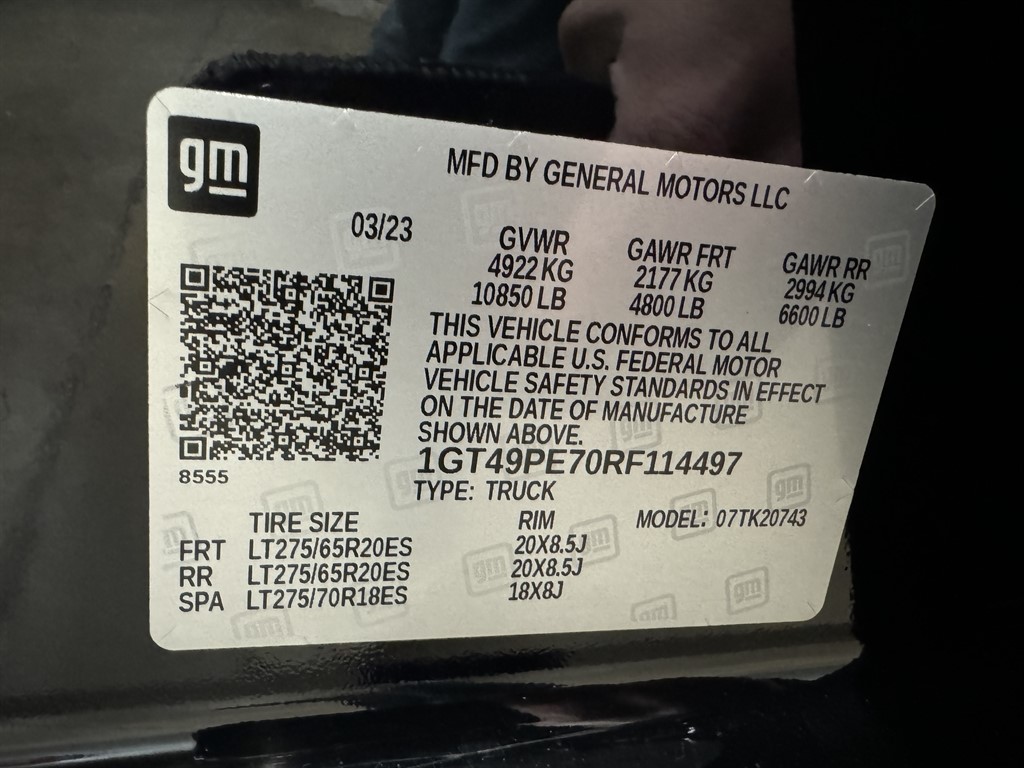 gm
MFD BY GENERAL MOTORS LLC
03/23
GVWR GAWR FRT GAWR RR
4922 KG 2177 KG 2994 KG
10850 LB 4800 LB 6600 LB
THIS VEHICLE CONFORMS TO ALL
APPLICABLE U.S. FEDERAL MOTOR
VEHICLE SAFETY STANDARDS IN EFFECT
ON THE DATE OF MANUFACTURE
SHOWN ABOVE.
8555
1GT49PE70RF114497
TYPE: TRUCK
TIRE SIZE RIM MODEL: 07TK20743
FRT LT275/65R20ES 20X8.5J
RR LT275/65R20ES 20X8.5J
SPA LT275/70R18ES 18X8J